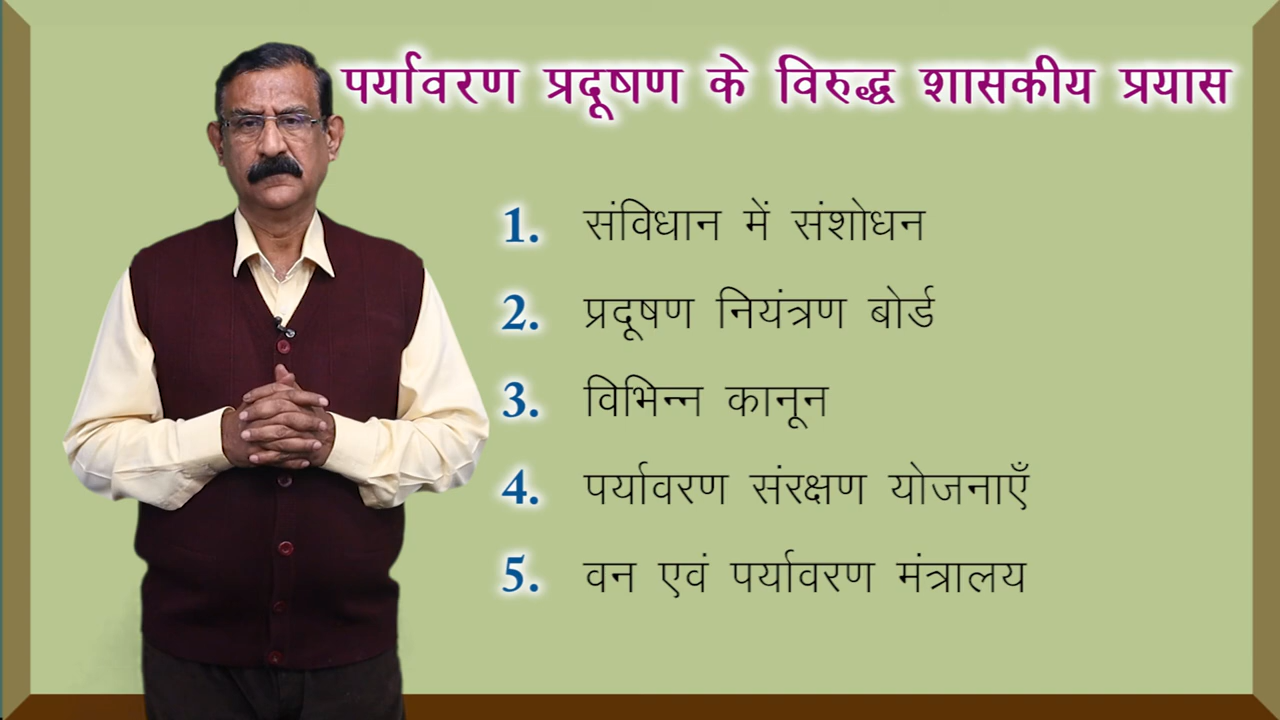 पर्यावरण प्रदूषण के विरुद्ध शासकीय प्रयास
1. संविधान में संशोधन
2. प्रदूषण नियंत्रण बोर्ड
3. विभिन्न कानून
4. पर्यावरण संरक्षण योजनाएँ
5. वन एवं पर्यावरण मंत्रालय